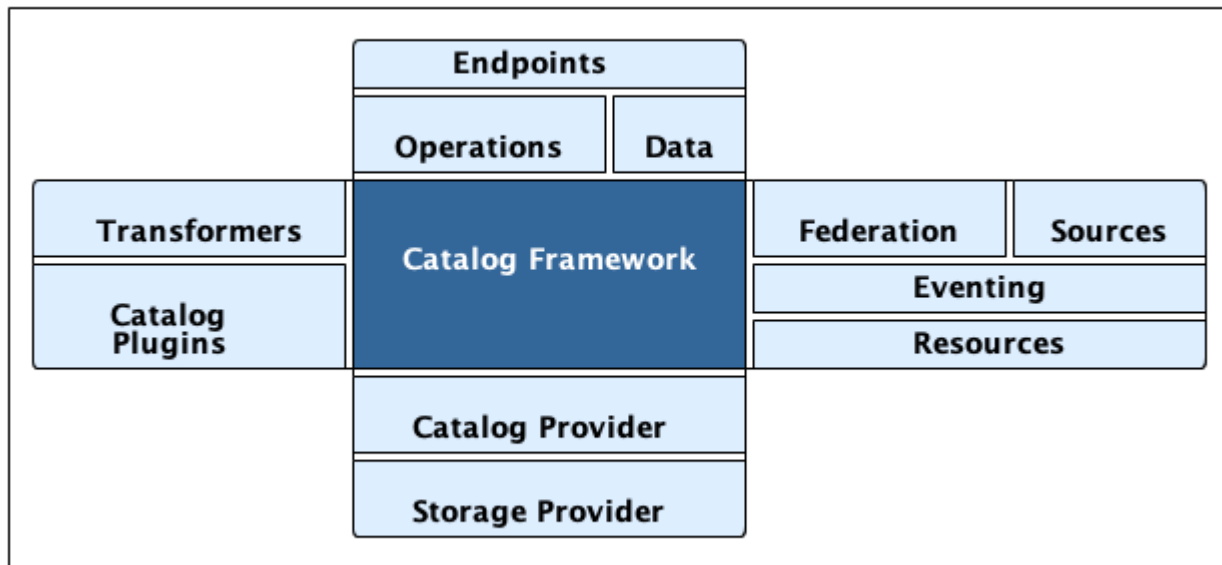 Endpoints
Operations
Data
Transformers
Catalog Framework
Federation
Sources
Eventing
Catalog
Plugins
Resources
Catalog Provider
Storage Provider